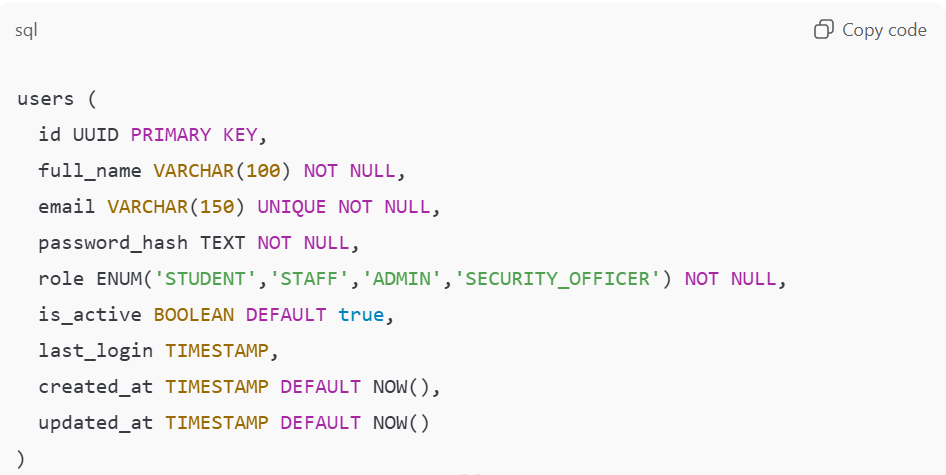 sql
Copy code
users (
id UUID PRIMARY KEY,
full_name VARCHAR(100) NOT NULL,
email VARCHAR(150) UNIQUE NOT NULL,
password_hash TEXT NOT NULL,
role ENUM('STUDENT','STAFF','ADMIN','SECURITY_OFFICER') NOT NULL,
is_active BOOLEAN DEFAULT true,
last_login TIMESTAMP,
created_at TIMESTAMP DEFAULT NOW(),
updated_at TIMESTAMP DEFAULT NOW()
)